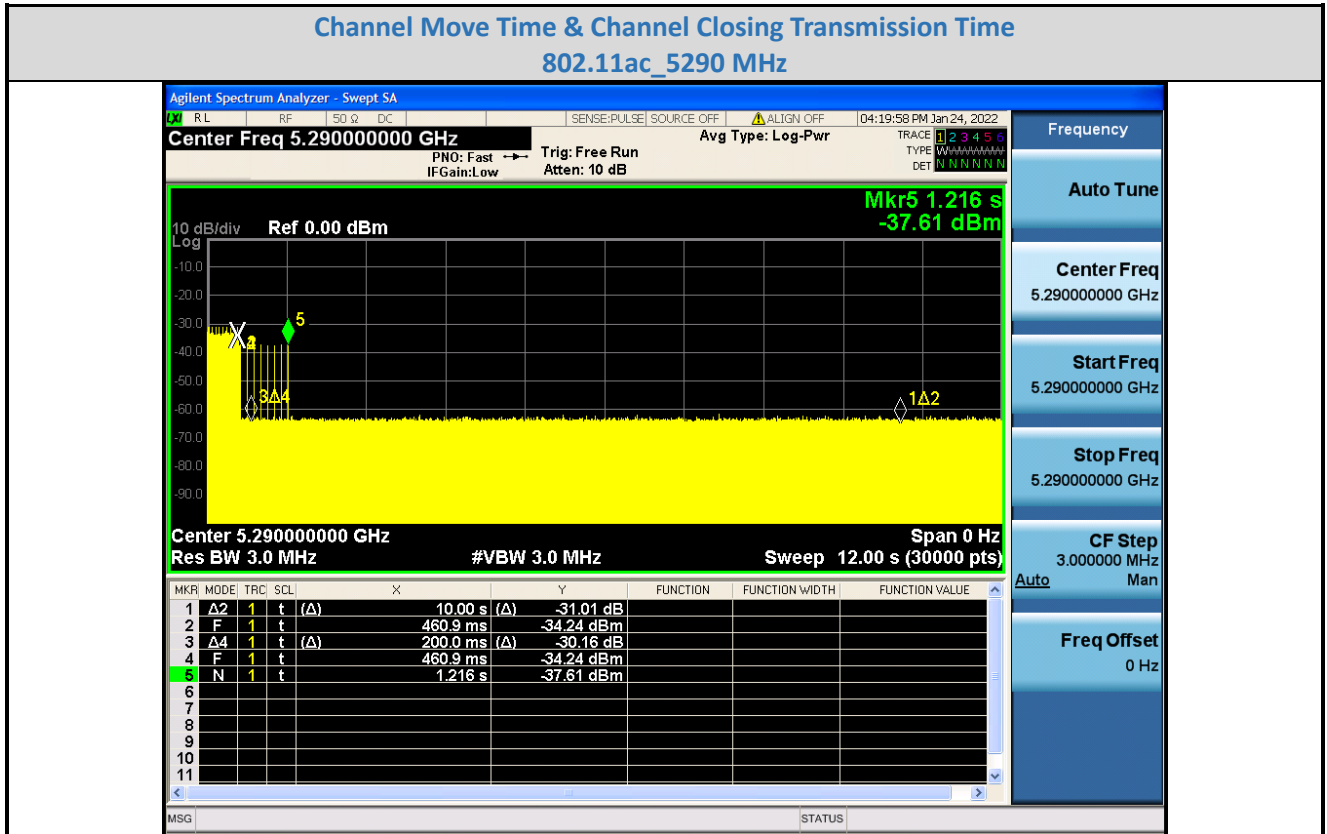 Channel Move Time & Channel Closing Transmission Time
802.11ac_5290 MHz
Agilent Spectrum Analyzer - Swept SA
LXI RL RF 50 Ω DC SENSE:PULSE SOURCE OFF ALIGN OFF 04:19:58 PM Jan 24, 2022
Center Freq 5.290000000 GHz
PNO: Fast
IFGain:Low
Trig: Free Run
Atten: 10 dB
Avg Type: Log-Pwr
TRACE 1 2 3 4 5 6
TYPE WWWWWW
DET N N N N N N
Mkr5 1.216 s
-37.61 dBm
10 dB/div Ref 0.00 dBm
Log
-10.0
-20.0
-30.0
-40.0
-50.0
-60.0
-70.0
-80.0
-90.0
5
3Δ4
1Δ2
Center 5.290000000 GHz Span 0 Hz
Res BW 3.0 MHz #VBW 3.0 MHz Sweep 12.00 s (30000 pts)
MKR MODE TRC SCL X Y FUNCTION FUNCTION WIDTH FUNCTION VALUE
1 Δ2 1 t (Δ) 10.00 s (Δ) -31.01 dB
2 F 1 t 460.9 ms -34.24 dBm
3 Δ4 1 t (Δ) 200.0 ms (Δ) -30.16 dB
4 F 1 t 460.9 ms -34.24 dBm
5 N 1 t 1.216 s -37.61 dBm
6
7
8
9
10
11
MSG STATUS
Frequency
Auto Tune
Center Freq
5.290000000 GHz
Start Freq
5.290000000 GHz
Stop Freq
5.290000000 GHz
CF Step
3.000000 MHz
Auto Man
Freq Offset
0 Hz